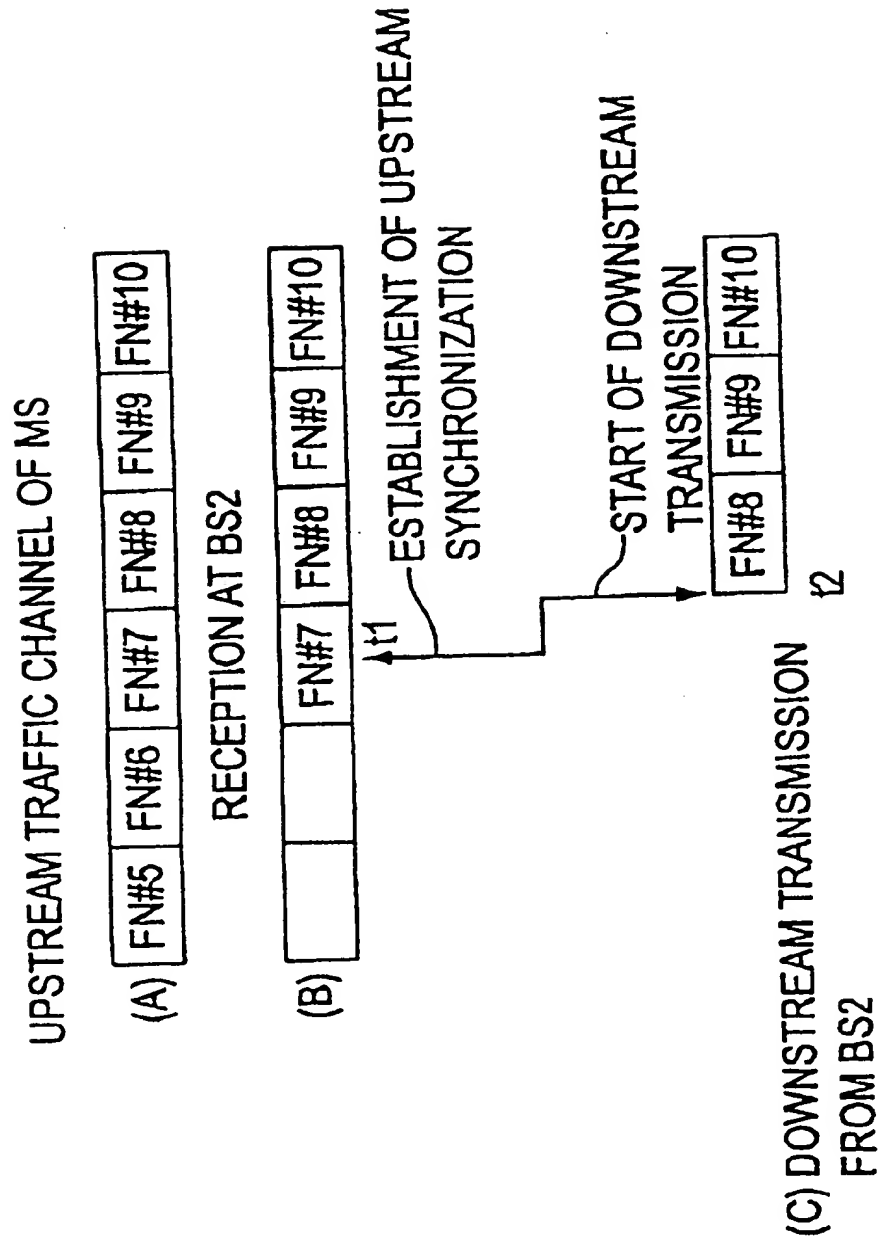 UPSTREAM TRAFFIC CHANNEL OF MS
(A) FN#5 FN#6 FN#7 FN#8 FN#9 FN#10
RECEPTION AT BS2
(B) FN#7 FN#8 FN#9 FN#10
t1
ESTABLISHMENT OF UPSTREAM
SYNCHRONIZATION
START OF DOWNSTREAM
TRANSMISSION
FN#8 FN#9 FN#10
t2
(C) DOWNSTREAM TRANSMISSION
FROM BS2